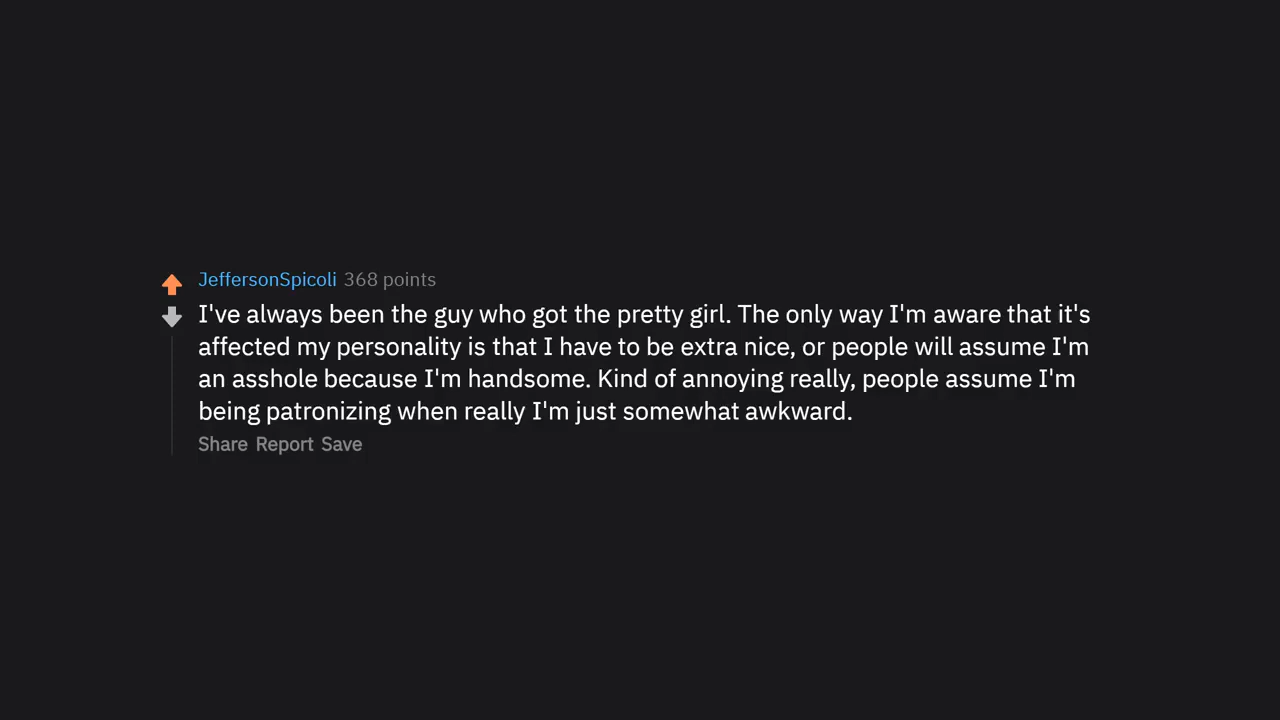 JeffersonSpicoli 368 points
I've always been the guy who got the pretty girl. The only way I'm aware that it's
affected my personality is that I have to be extra nice, or people will assume I'm
an asshole because I'm handsome. Kind of annoying really, people assume I'm
being patronizing when really I'm just somewhat awkward.
Share Report Save